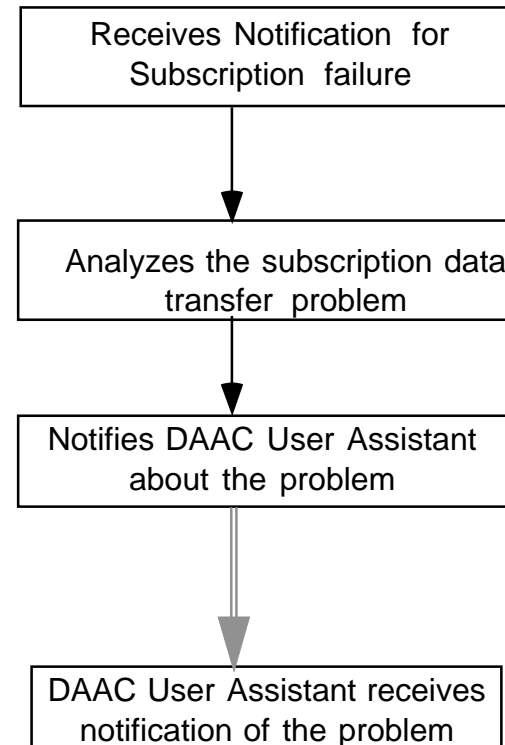 Receives Notification for
Subscription failure
Analyzes the subscription data
transfer problem
Notifies DAAC User Assistant
about the problem
DAAC User Assistant receives
notification of the problem